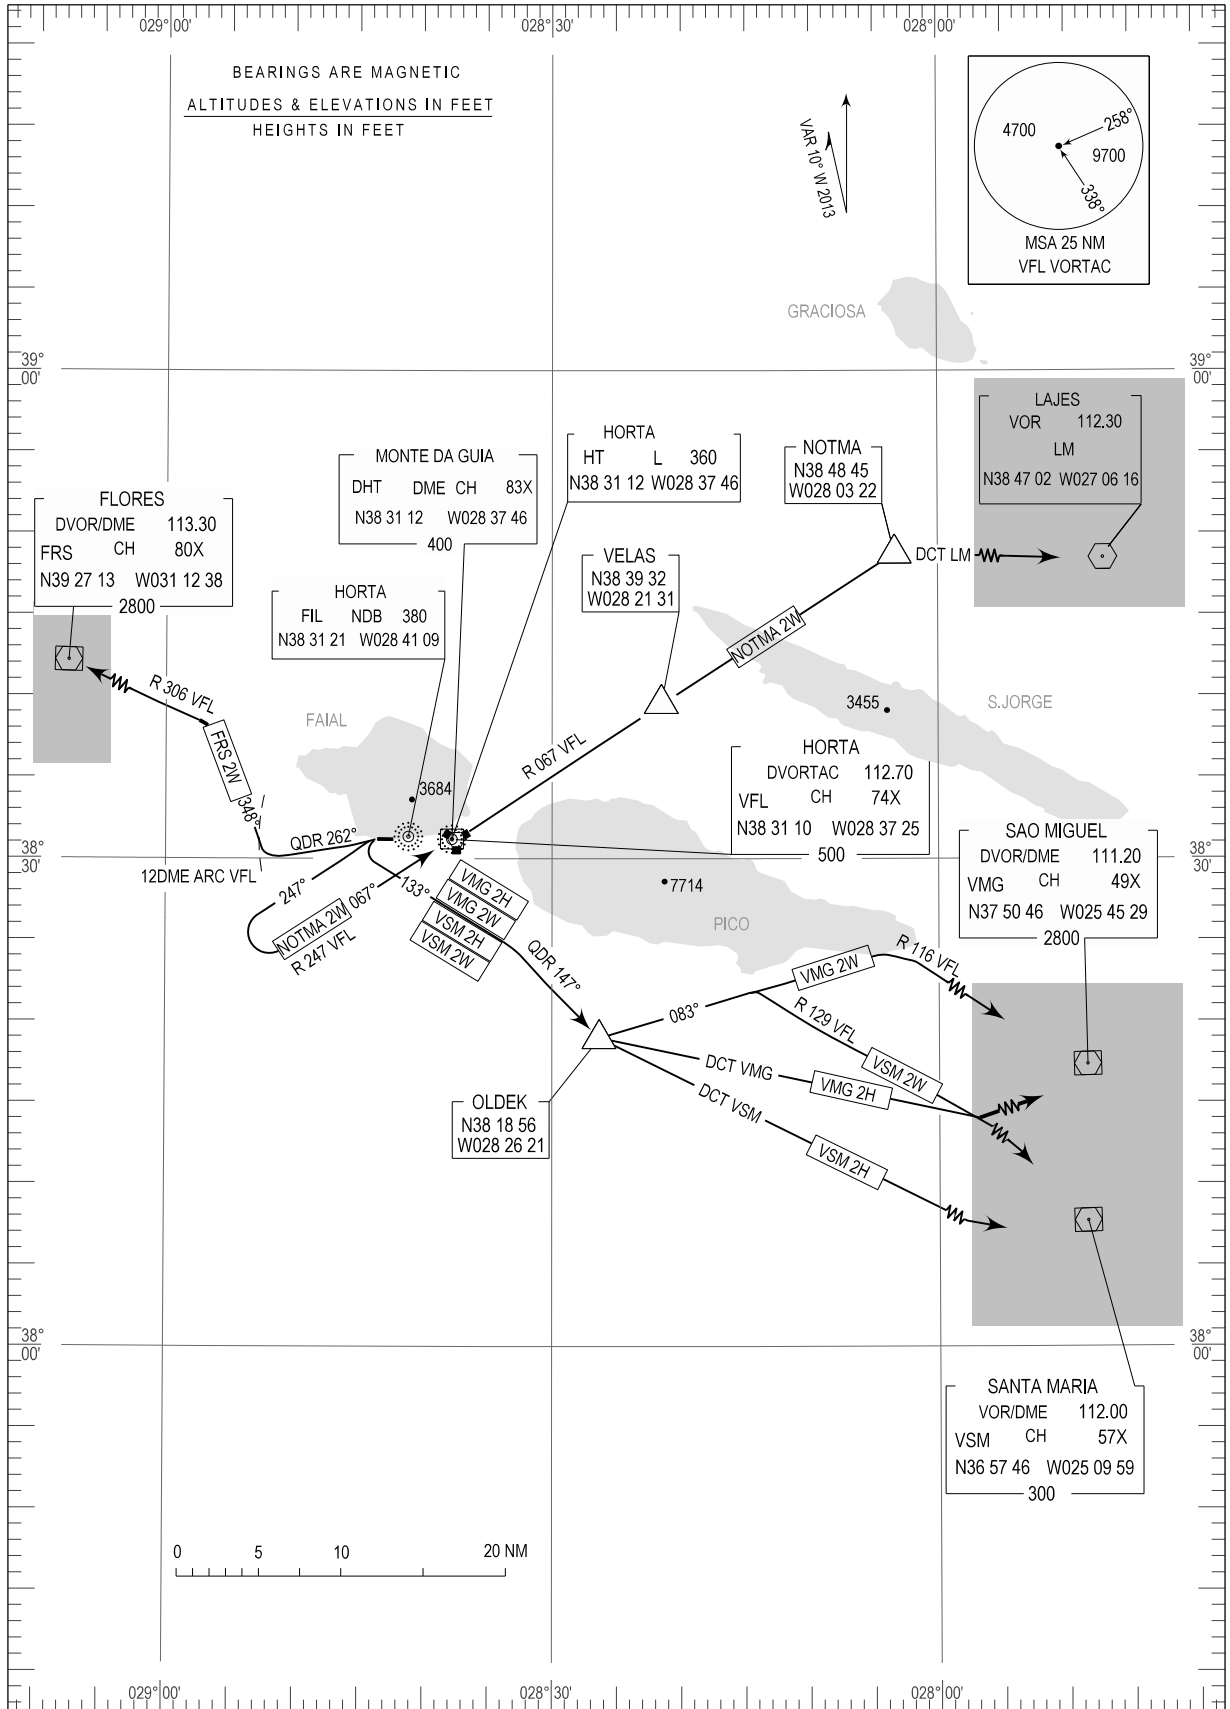 029°00'
028°30'
028°00'
BEARINGS ARE MAGNETIC
ALTITUDES & ELEVATIONS IN FEET
HEIGHTS IN FEET
VAR 10° W 2013
4700
258°
9700
338°
MSA 25 NM
VFL VORTAC
GRACIOSA
39°
00'
39°
00'
LAJES
VOR 112.30
LM
N38 47 02 W027 06 16
HORTA
HT L 360
N38 31 12 W028 37 46
NOTMA
N38 48 45
W028 03 22
MONTE DA GUIA
DHT DME CH 83X
N38 31 12 W028 37 46
400
FLORES
DVOR/DME 113.30
FRS CH 80X
N39 27 13 W031 12 38
2800
VELAS
N38 39 32
W028 21 31
DCT LM
HORTA
FIL NDB 380
N38 31 21 W028 41 09
NOTMA 2W
R 306 VFL
FAIAL
3455
S.JORGE
FRS 2W
R 067 VFL
HORTA
DVORTAC 112.70
VFL CH 74X
N38 31 10 W028 37 25
500
3684
348°
QDR 262°
12DME ARC VFL
38°
30'
38°
30'
SAO MIGUEL
DVOR/DME 111.20
VMG CH 49X
N37 50 46 W025 45 29
2800
247°
NOTMA 2W 067°
R 247 VFL
133°
VMG 2H
VMG 2W
VSM 2H
VSM 2W
7714
PICO
QDR 147°
R 116 VFL
VMG 2W
083°
R 129 VFL
DCT VMG
VSM 2W
VMG 2H
DCT VSM
OLDEK
N38 18 56
W028 26 21
VSM 2H
38°
00'
38°
00'
SANTA MARIA
VOR/DME 112.00
VSM CH 57X
N36 57 46 W025 09 59
300
0 5 10 20 NM
029°00'
028°30'
028°00'